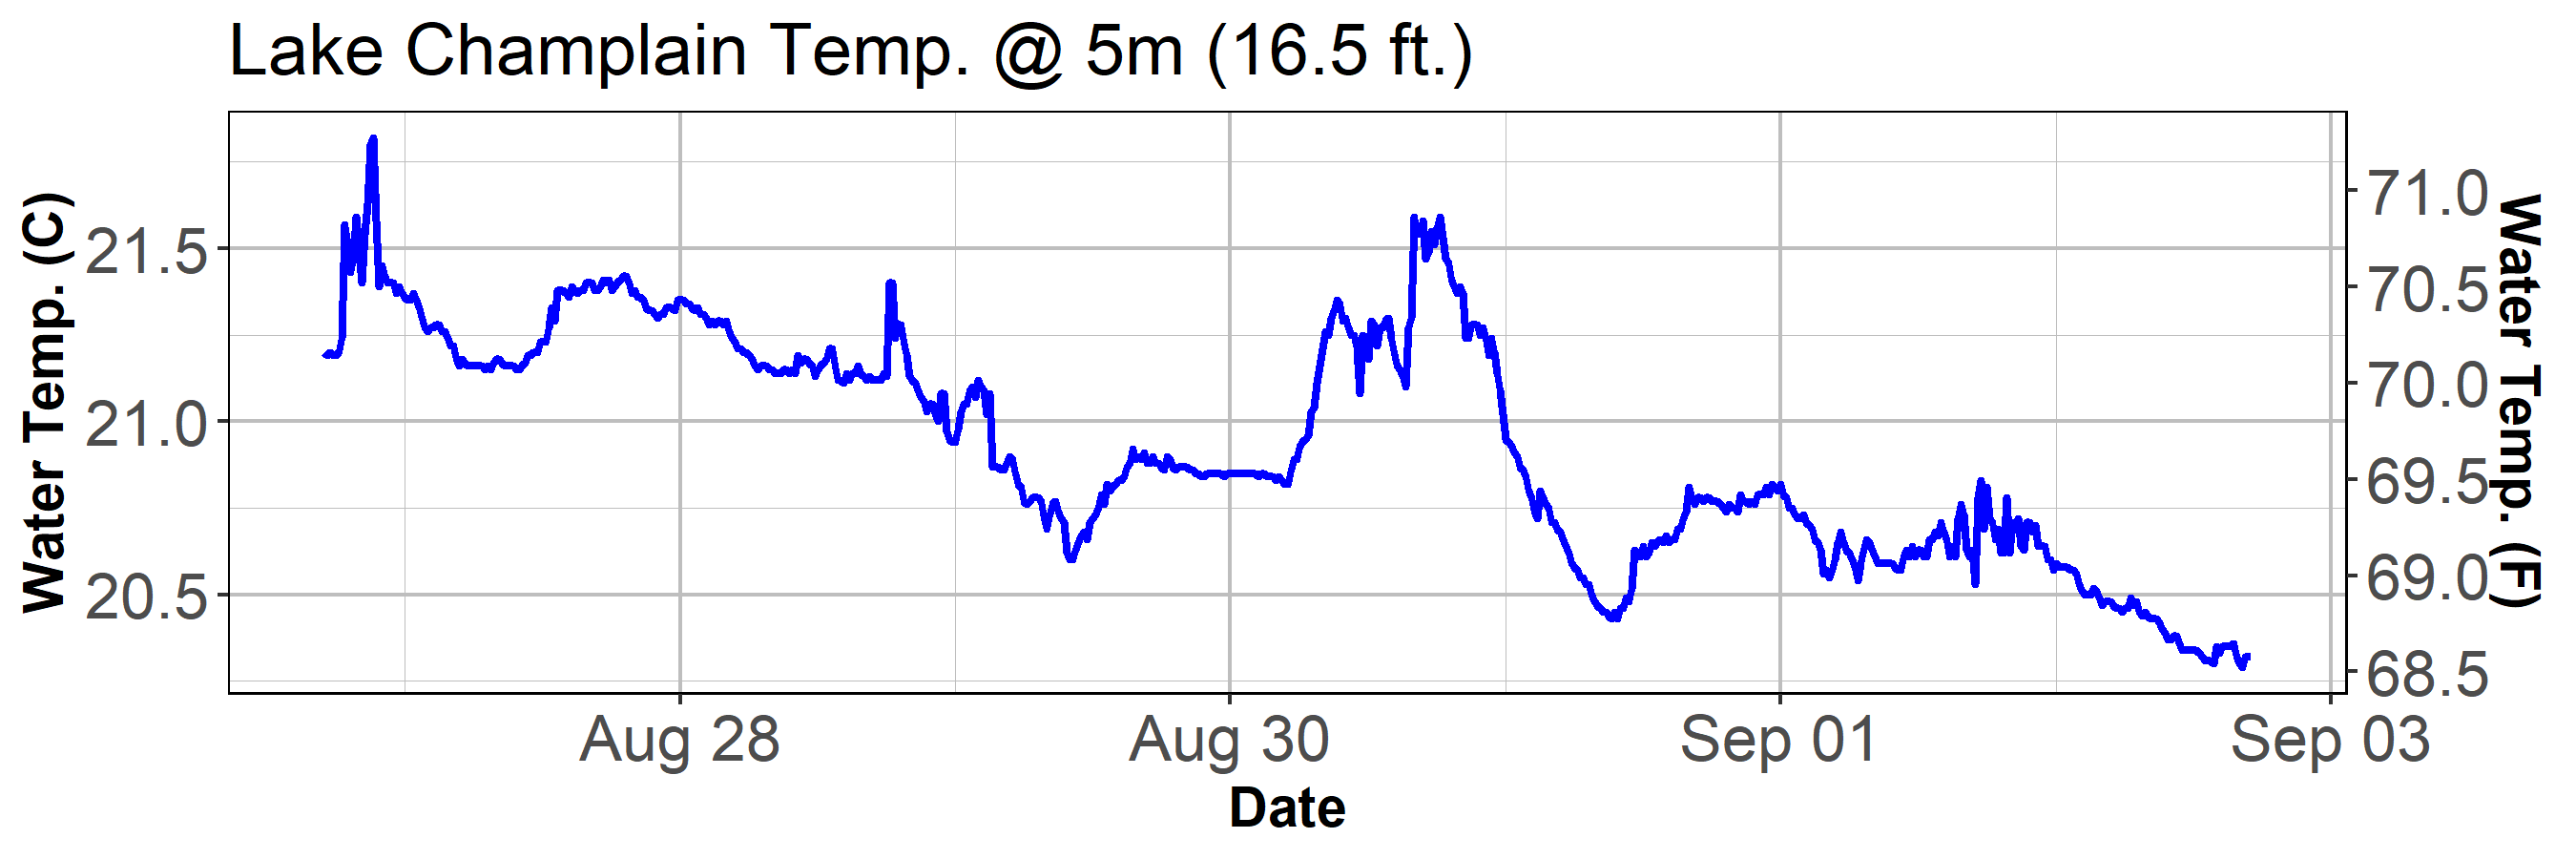 Lake Champlain Temp. @ 5m (16.5 ft.)
Water Temp. (C)
21.5
21.0
20.5
71.0
70.5
70.0
69.5
69.0
68.5
Water Temp. (F)
Aug 28
Aug 30
Sep 01
Sep 03
Date